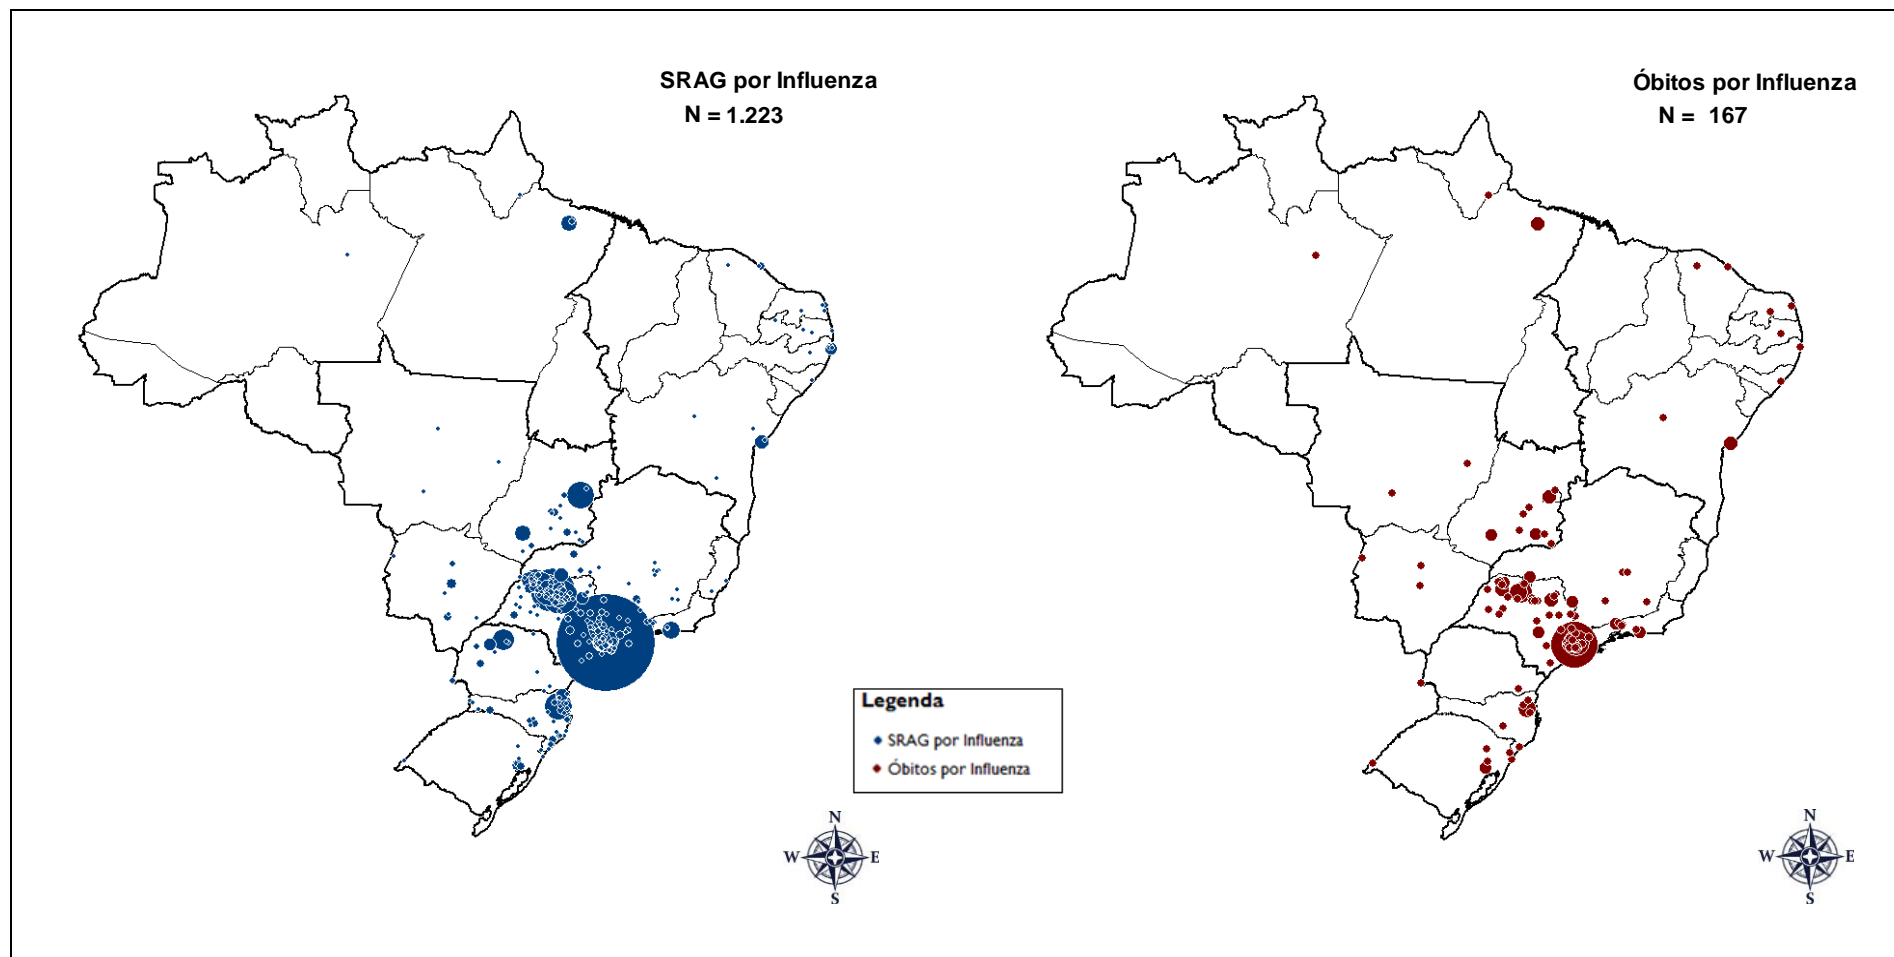 SRAG por Influenza
N = 1.223
Óbitos por Influenza
N = 167
Legenda
SRAG por Influenza
Óbitos por Influenza
N
W E
S
N
W E
S